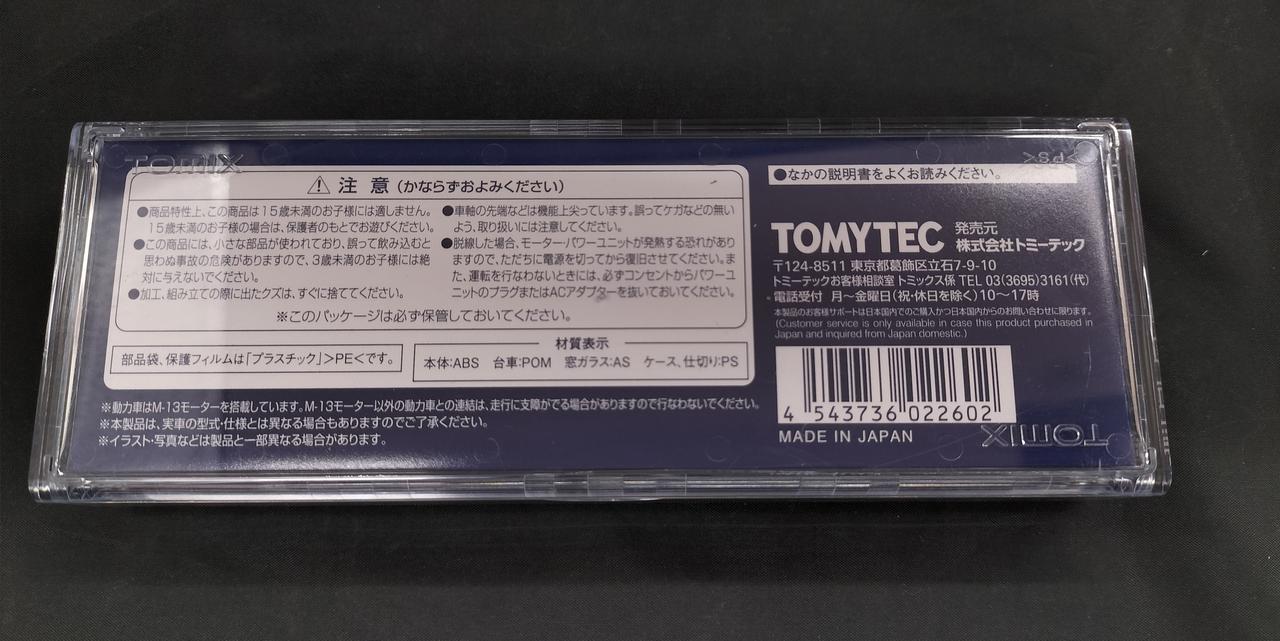 TOMIX
>PS<
⚠ 注 意 (かならずおよみください)
●商品特性上、この商品は15歳未満のお子様には適しません。
15歳未満のお子様の場合は、保護者のもとでお遊びください。
●この商品には、小さな部品が使われており、誤って飲み込むと
思わぬ事故の危険がありますので、3歳未満のお子様には絶
対に与えないでください。
●加工、組み立ての際に出たクズは、すぐに捨ててください。
●車軸の先端などは機能上尖っています。誤ってケガなどの無い
よう、取り扱いには注意してください。
●脱線した場合、モーター・パワーユニットが発熱する恐れがあり
ますので、ただちに電源を切ってから復旧させてください。ま
た、運転を行なわないときには、必ずコンセントからパワーユ
ニットのプラグまたはACアダプターを抜いておいてください。
※このパッケージは必ず保管しておいてください。
部品袋、保護フィルムは「プラスチック」>PE<です。
材質表示
本体:ABS 台車:POM 窓ガラス:AS ケース、仕切り:PS
※動力車はM-13モーターを搭載しています。M-13モーター以外の動力車との連結は、走行に支障がでる場合がありますので行なわないでください。
※本製品は、実車の型式・仕様とは異なる場合もありますのでご了承ください。
※イラスト・写真などは製品と一部異なる場合があります。
●なかの説明書をよくお読みください。
TOMYTEC 発売元
株式会社トミーテック
〒124-8511 東京都葛飾区立石7-9-10
トミーテックお客様相談室 トミックス係 TEL 03(3695)3161(代)
電話受付 月〜金曜日(祝・休日を除く)10〜17時
本製品のお客様サポートは日本国内でのご購入かつ日本国内からのお問い合わせに限ります。
(Customer service is only available in case this product purchased in
Japan and inquired from Japan domestic.)
4 543736 022602
MADE IN JAPAN
TOMIX